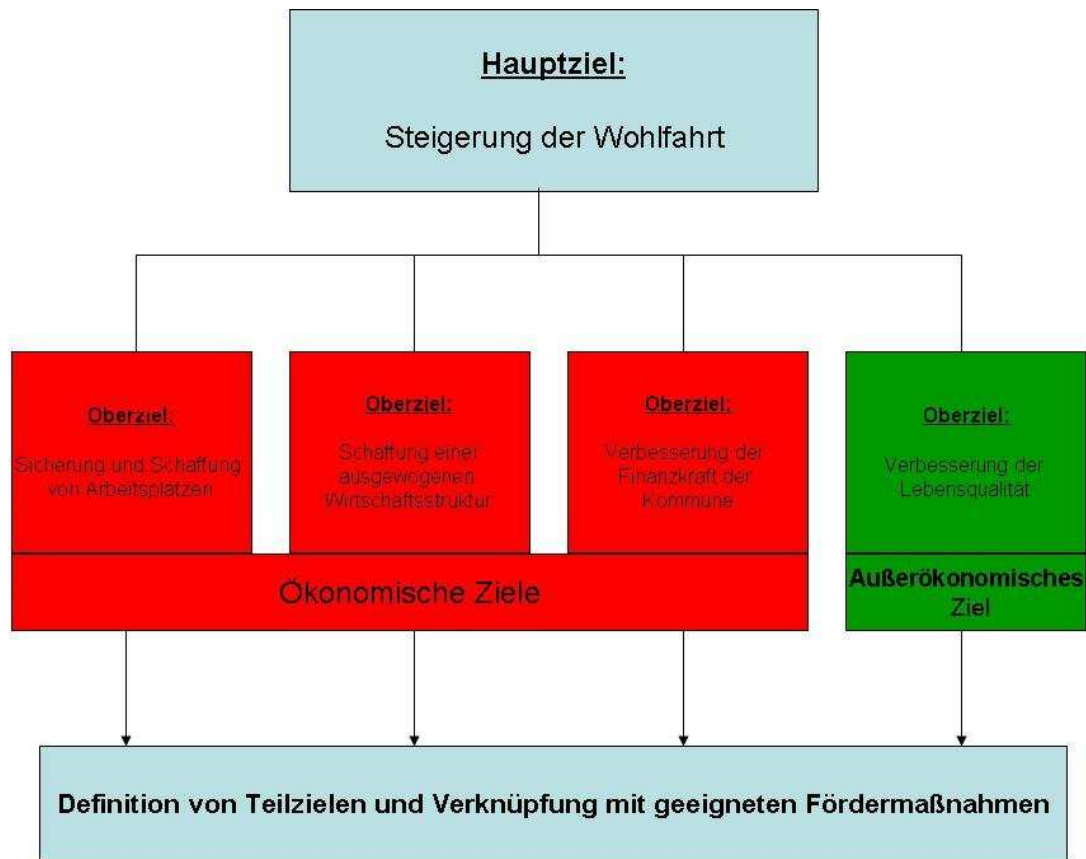 Hauptziel:
Steigerung der Wohlfahrt
Oberziel:
Sicherung und Schaffung
von Arbeitsplätzen
Oberziel:
Schaffung einer
ausgewogenen
Wirtschaftsstruktur
Oberziel:
Verbesserung der
Finanzkraft der
Kommune
Oberziel:
Verbesserung der
Lebensqualität
Ökonomische Ziele
Außerökonomisches
Ziel
Definition von Teilzielen und Verknüpfung mit geeigneten Fördermaßnahmen